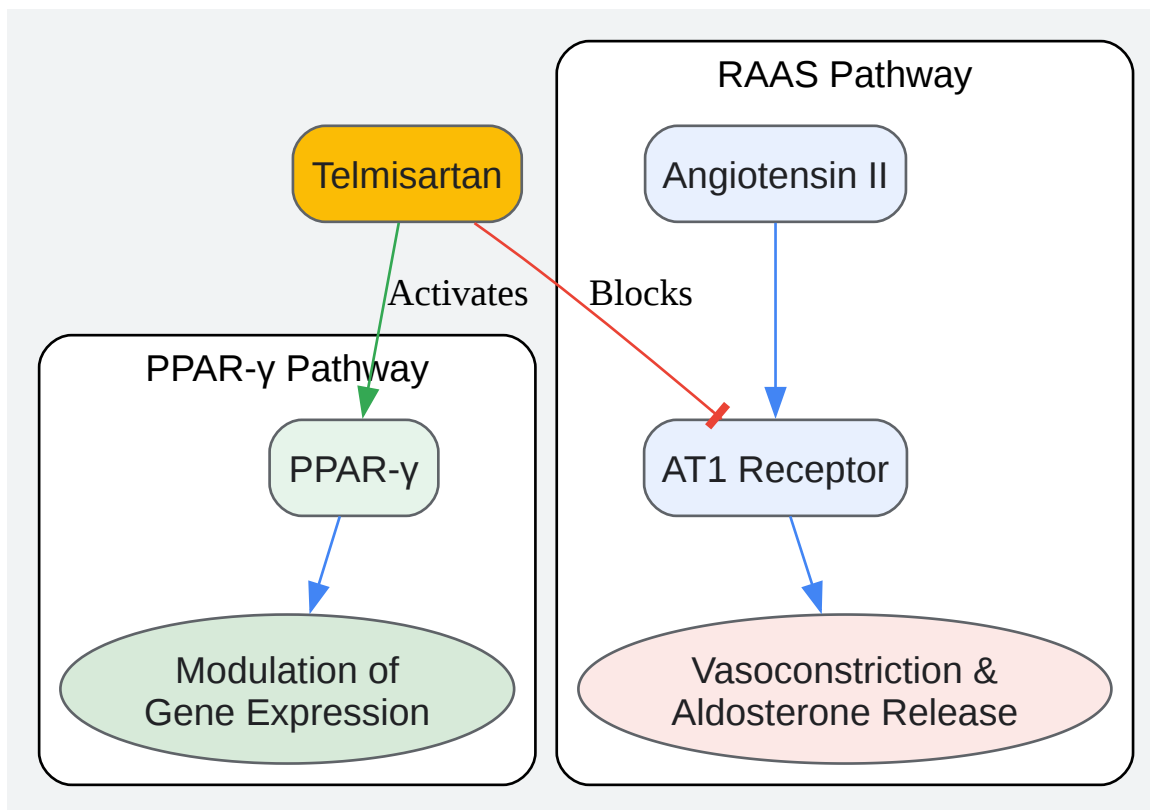 RAAS Pathway
Telmisartan
Angiotensin II
Activates
Blocks
PPAR-γ Pathway
PPAR-γ
AT1 Receptor
Modulation of
Gene Expression
Vasoconstriction &
Aldosterone Release